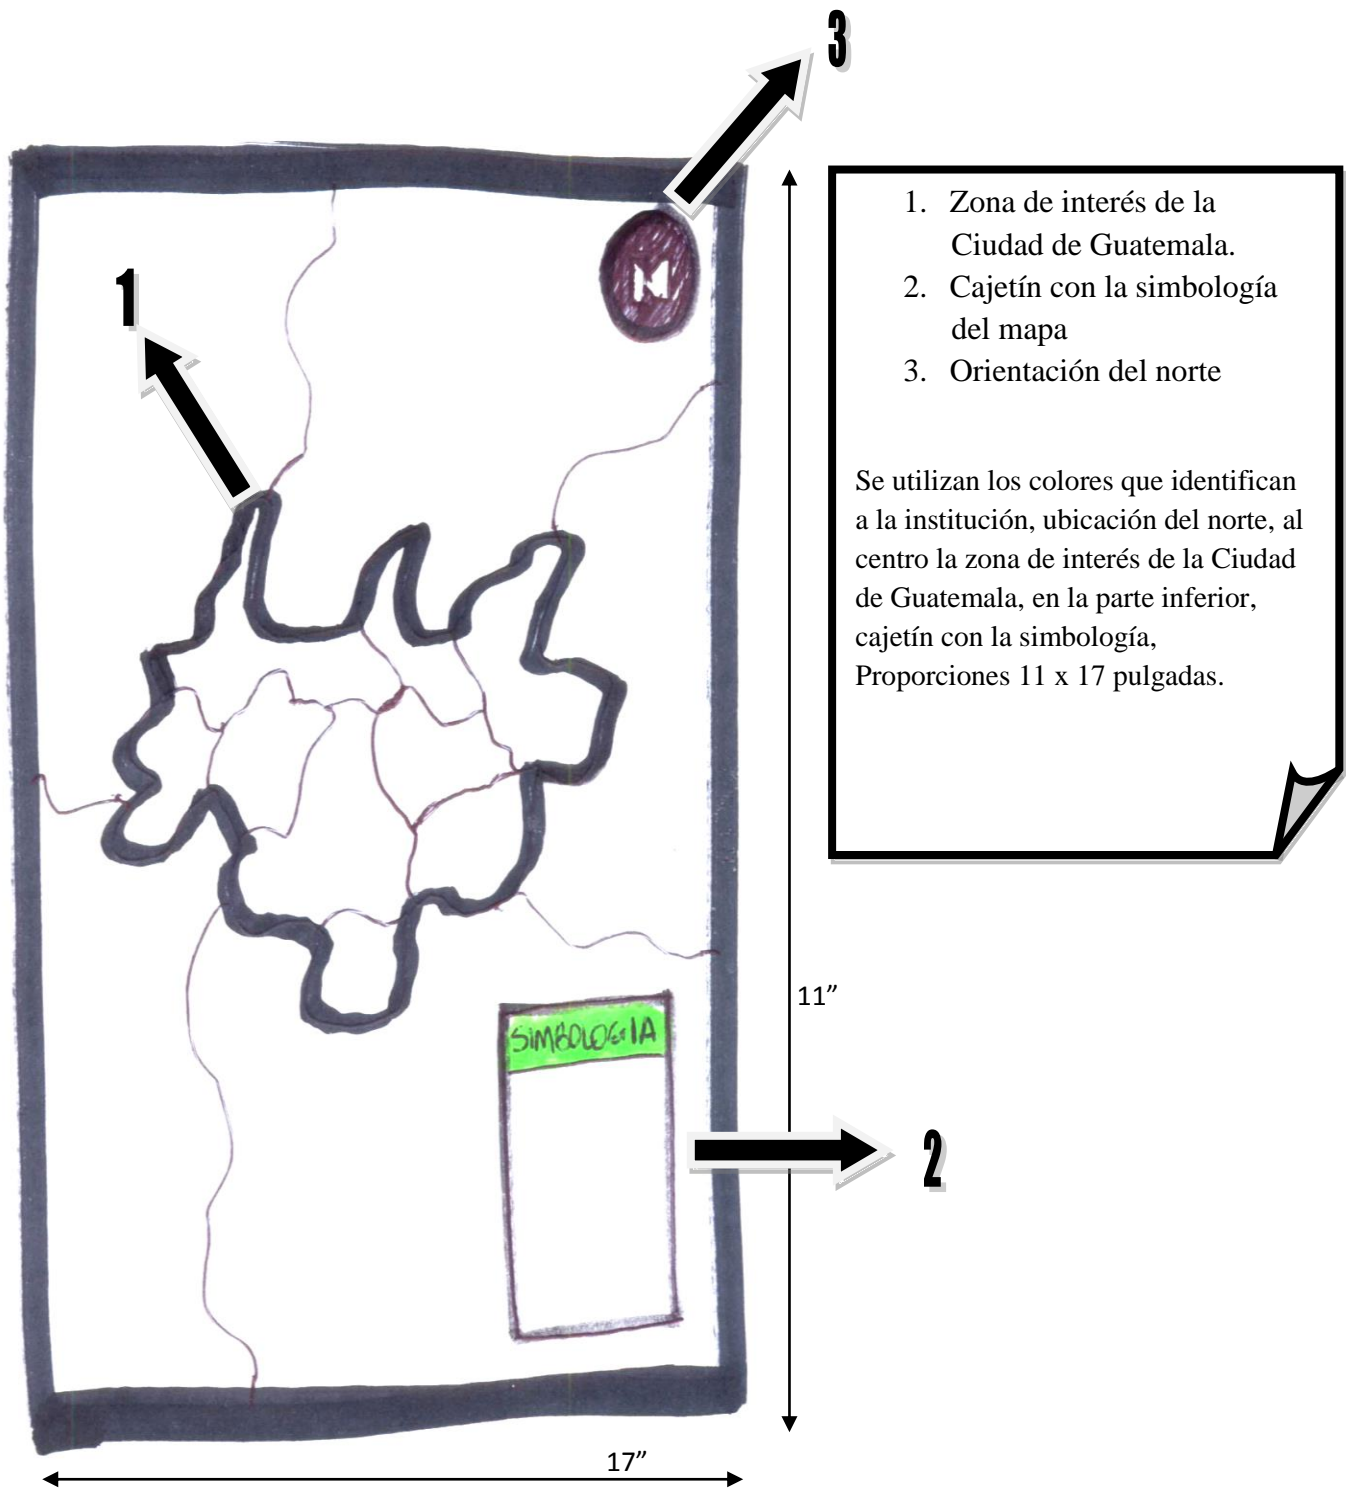 3
1
N
1. Zona de interés de la
Ciudad de Guatemala.
2. Cajetín con la simbología
del mapa
3. Orientación del norte
Se utilizan los colores que identifican
a la institución, ubicación del norte, al
centro la zona de interés de la Ciudad
de Guatemala, en la parte inferior,
cajetín con la simbología,
Proporciones 11 x 17 pulgadas.
11”
SIMBOLOGIA
2
17”